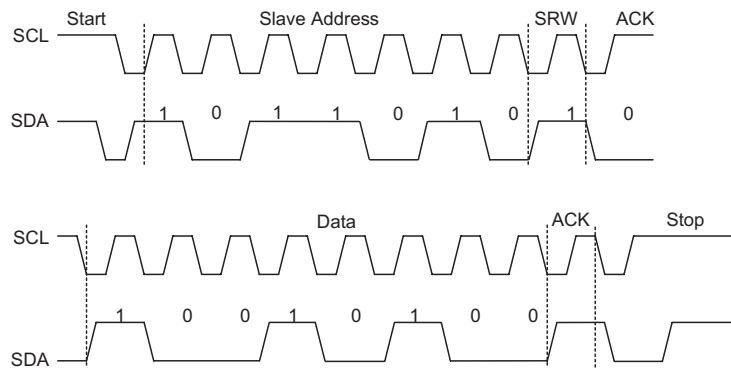 Start Slave Address SRW ACK
SCL
1 0 1 1 0 1 0 1 0
SDA
Data ACK Stop
SCL
1 0 0 1 0 1 0 0
SDA